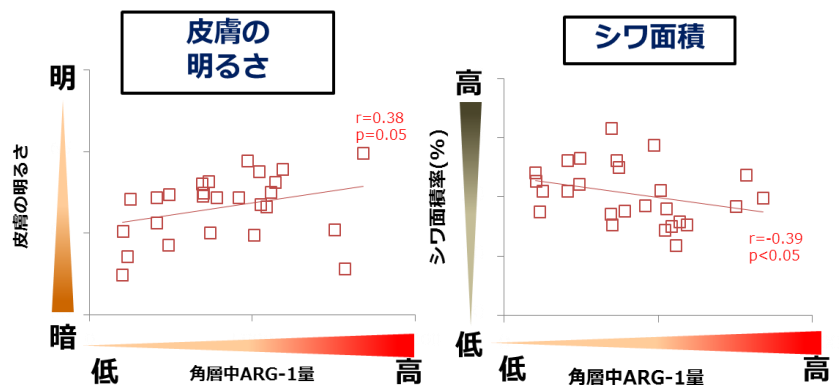 皮膚の
明るさ
明
皮膚の明るさ
暗
r=0.38
p=0.05
低
角層中ARG-1量
高
シワ面積
高
シワ面積率(%)
低
r=-0.39
p<0.05
低
角層中ARG-1量
高